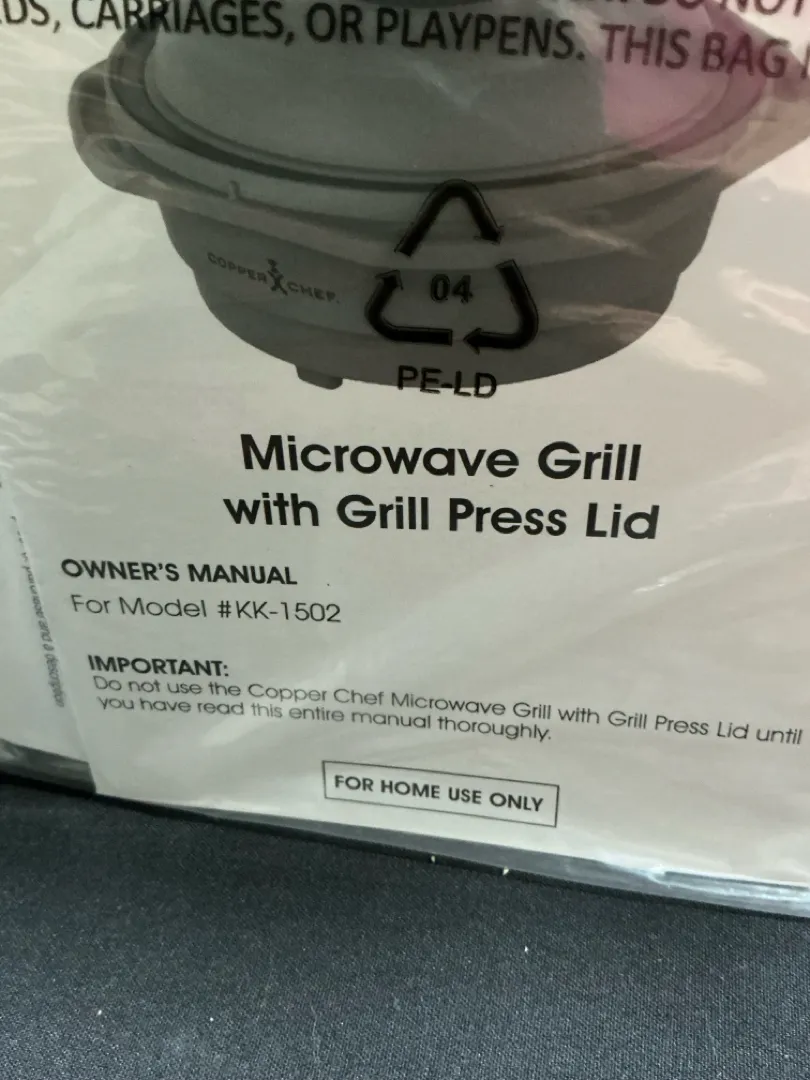 CARRIAGES, OR PLAYPENS. THIS BAG
COPPER CHEF
04
PE-LD
Microwave Grill
with Grill Press Lid
OWNER'S MANUAL
For Model #KK-1502
IMPORTANT:
Do not use the Copper Chef Microwave Grill with Grill Press Lid until
you have read this entire manual thoroughly.
FOR HOME USE ONLY